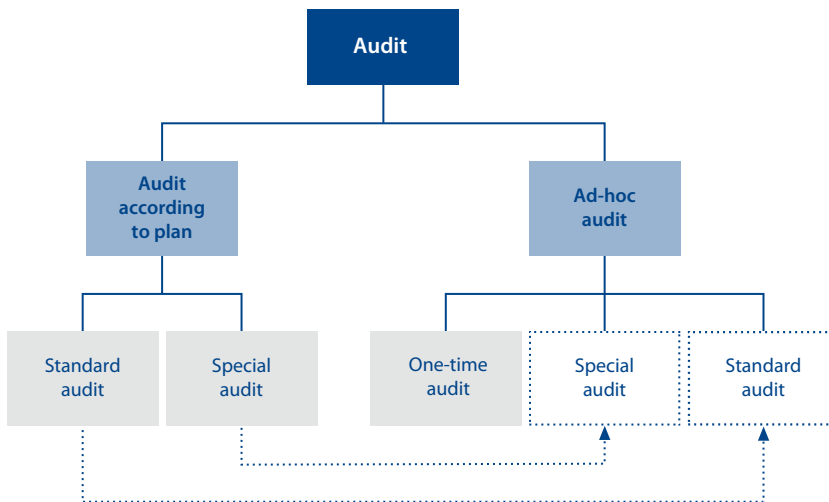 Audit
Audit
according
to plan
Ad-hoc
audit
Standard
audit
Special
audit
One-time
audit
Special
audit
Standard
audit